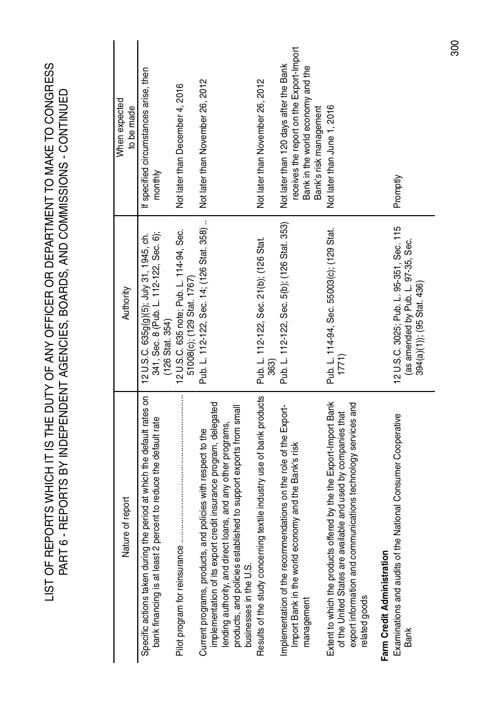 LIST OF REPORTS WHICH IT IS THE DUTY OF ANY OFFICER OR DEPARTMENT TO MAKE TO CONGRESS
PART 6 - REPORTS BY INDEPENDENT AGENCIES, BOARDS, AND COMMISSIONS - CONTINUED
Nature of report
Authority
When expected
to be made
Specific actions taken during the period at which the default rates on
bank financing is at least 2 percent to reduce the default rate
12 U.S.C. 635g(g)(5); July 31, 1945, ch.
341, Sec. 8 (Pub. L. 112-122, Sec. 6);
(126 Stat. 354)
If specified circumstances arise, then
monthly
Pilot program for reinsurance
12 U.S.C. 635 note; Pub. L. 114-94, Sec.
51008(c); (129 Stat. 1767)
Not later than December 4, 2016
Current programs, products, and policies with respect to the
implementation of its export credit insurance program, delegated
lending authority, and direct loans, and any other programs,
products, and policies established to support exports from small
businesses in the U.S.
Pub. L. 112-122, Sec. 14; (126 Stat. 358) ..
Not later than November 26, 2012
Results of the study concerning textile industry use of bank products
Pub. L. 112-122, Sec. 21(b); (126 Stat.
363)
Not later than November 26, 2012
Implementation of the recommendations on the role of the Export-
Import Bank in the world economy and the Bank's risk
management
Pub. L. 112-122, Sec. 5(b); (126 Stat. 353)
Not later than 120 days after the Bank
receives the report on the Export-Import
Bank in the world economy and the
Bank's risk management
Extent to which the products offered by the the Export-Import Bank
of the United States are available and used by companies that
export information and communications technology services and
related goods
Pub. L. 114-94, Sec. 55003(c); (129 Stat.
1771)
Not later than June 1, 2016
Farm Credit Administration
Examinations and audits of the National Consumer Cooperative
Bank
12 U.S.C. 3025; Pub. L. 95-351, Sec. 115
(as amended by Pub. L. 97-35, Sec.
394(a)(1)); (95 Stat. 436)
Promptly
300